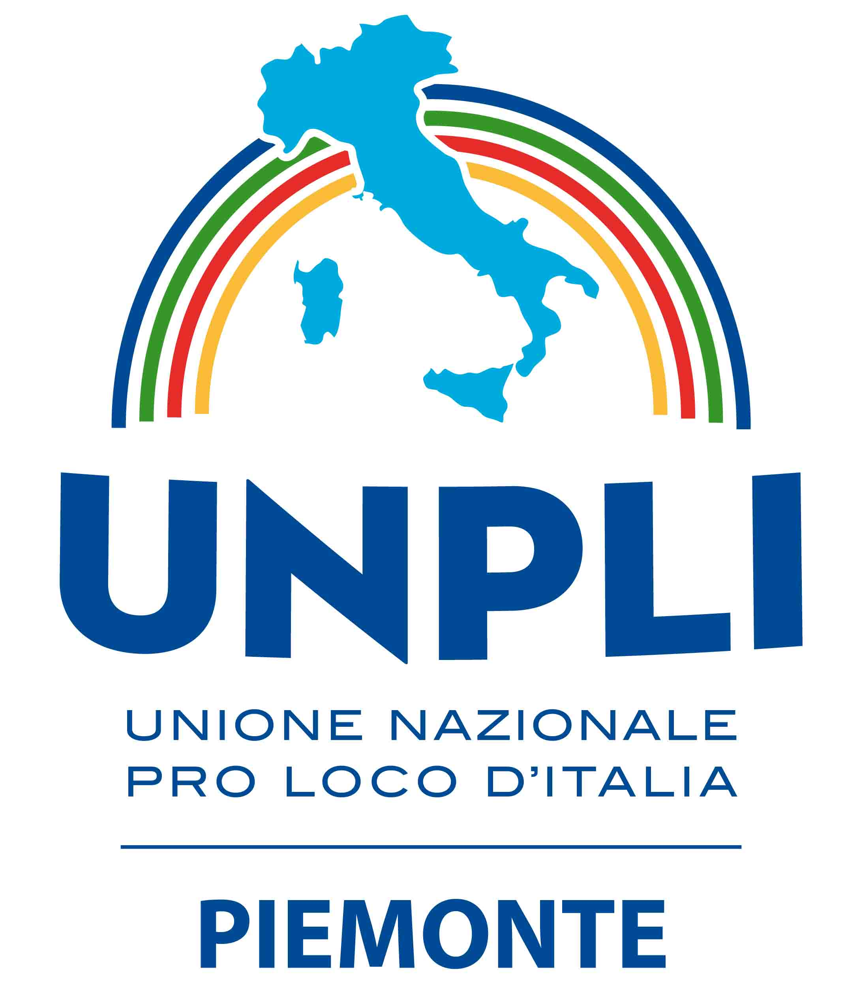 UNPLI
UNIONE NAZIONALE
PRO LOCO D'ITALIA
PIEMONTE